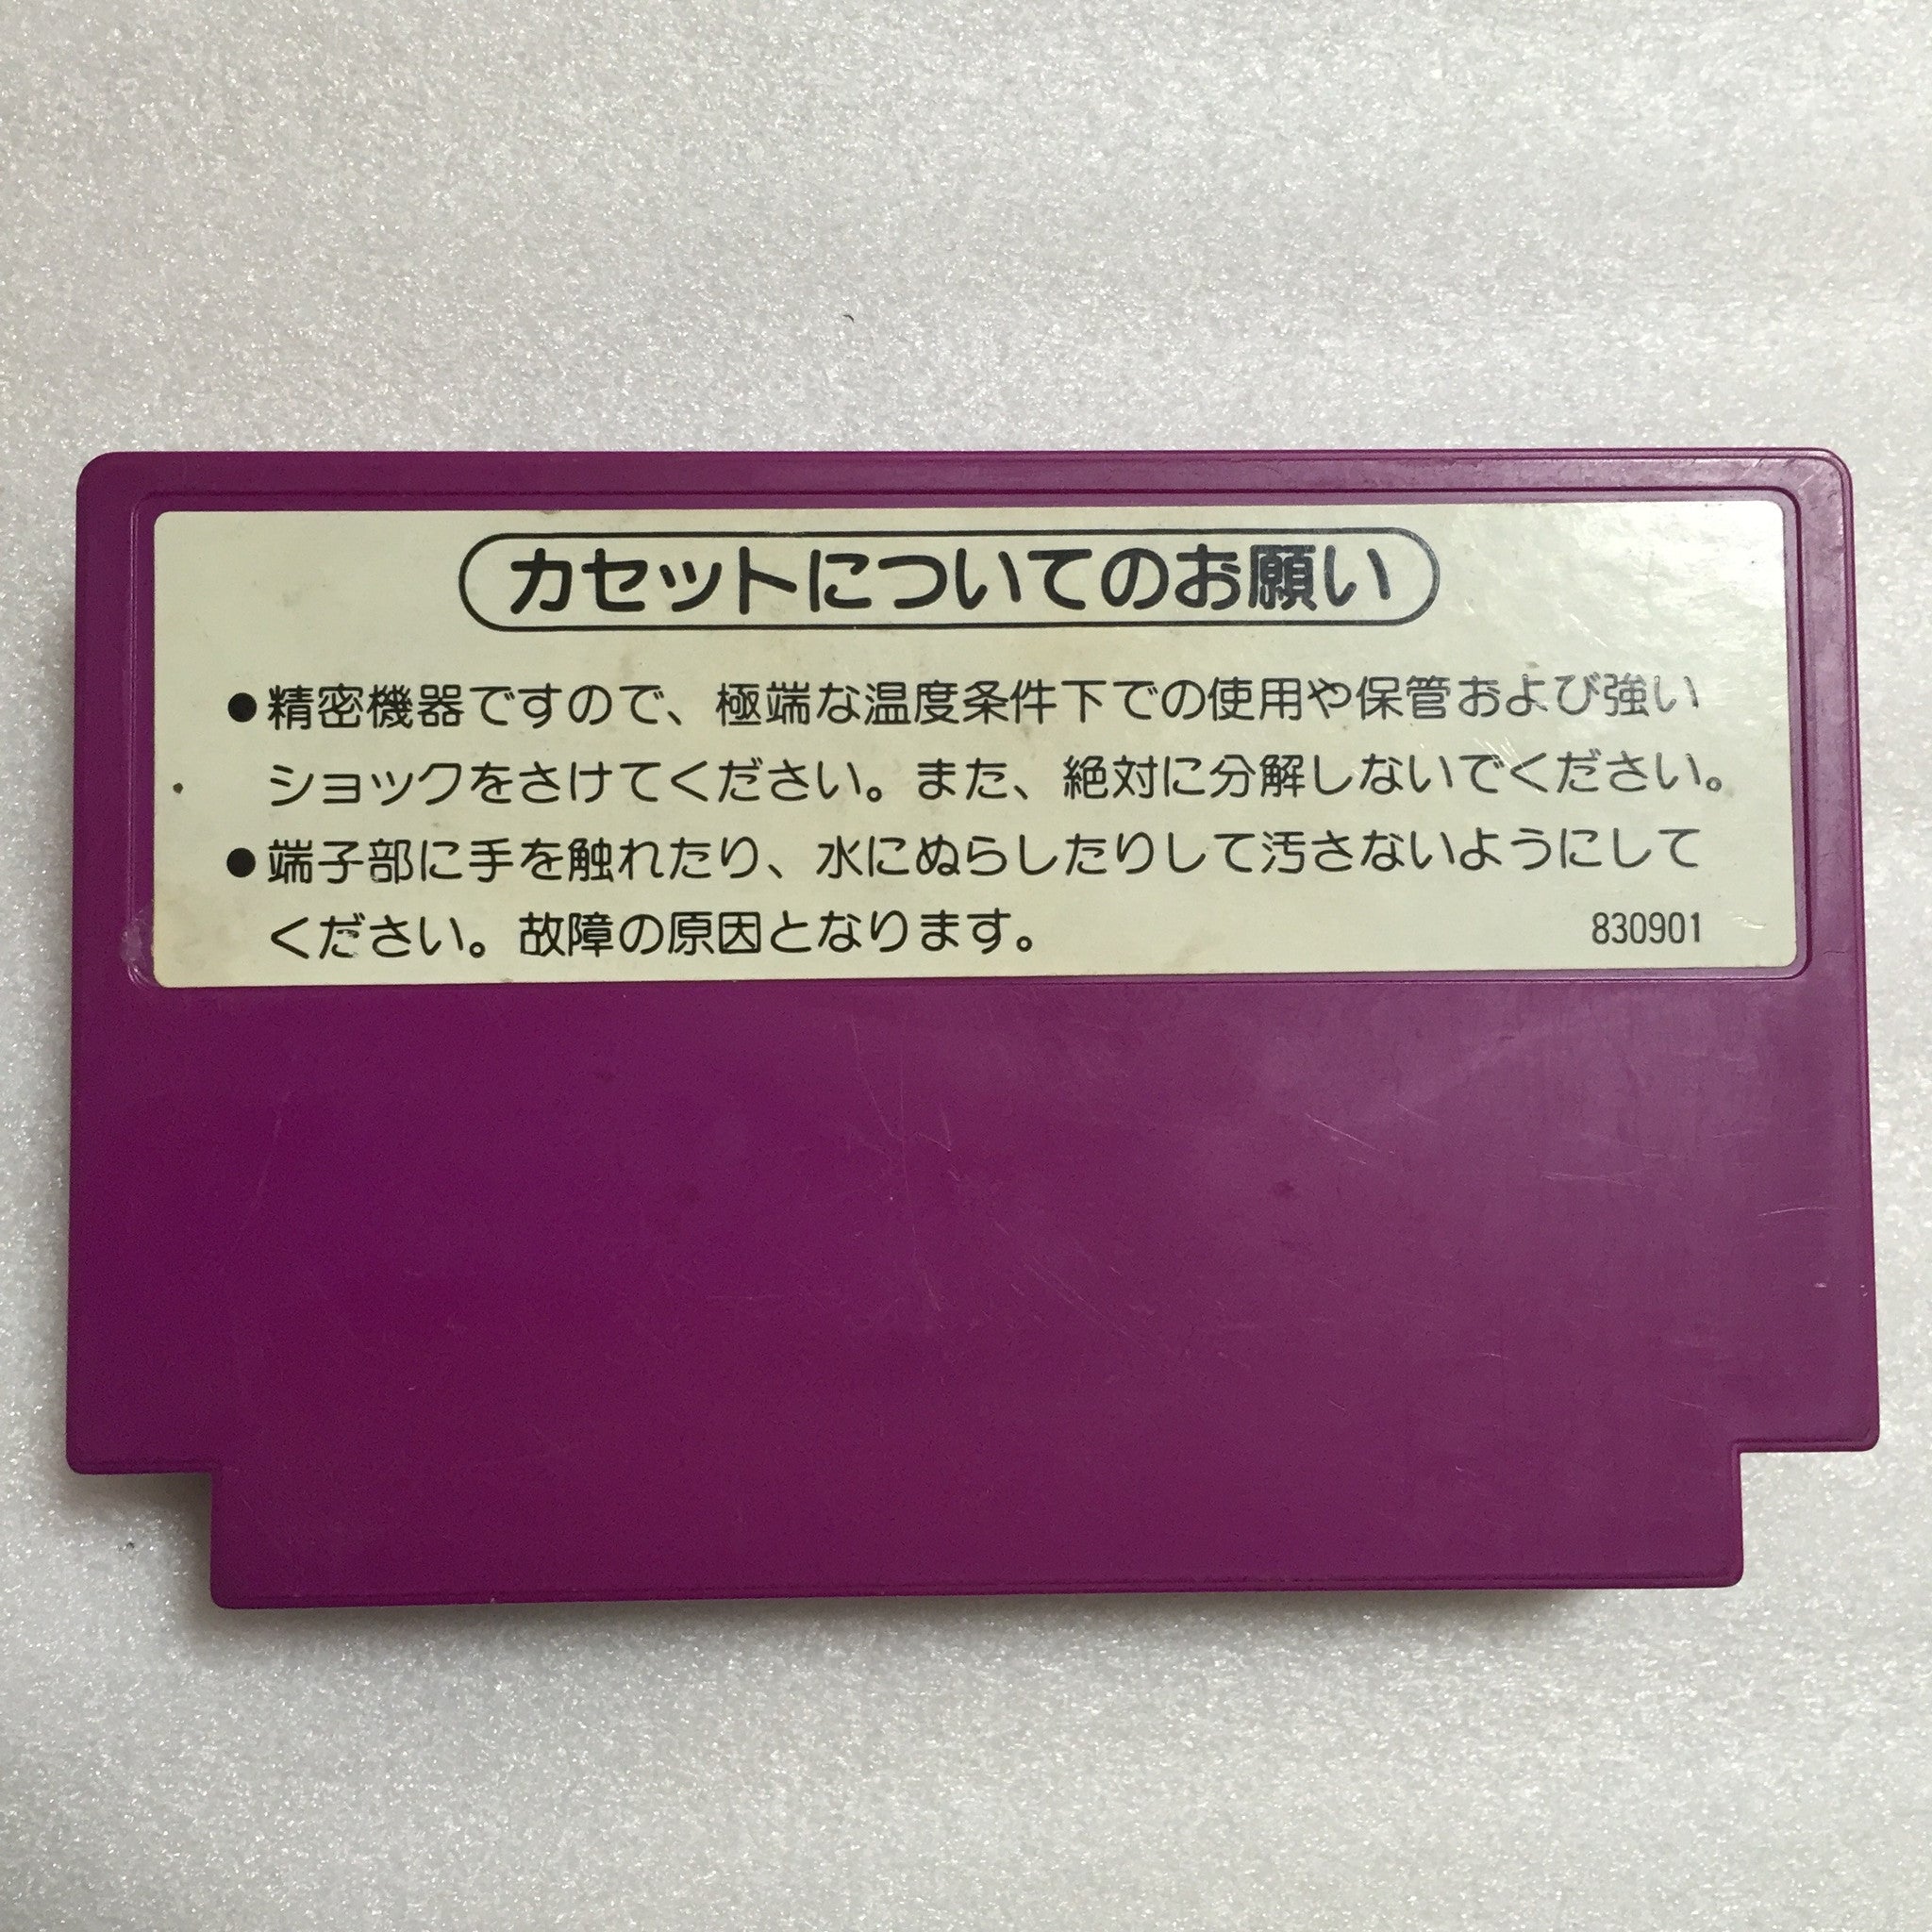 カセットについてのお願い
●精密機器ですので、極端な温度条件下での使用や保管および強い
ショックをさけてください。また、絶対に分解しないでください。
●端子部に手を触れたり、水にぬらしたりして汚さないようにして
ください。故障の原因となります。 830901